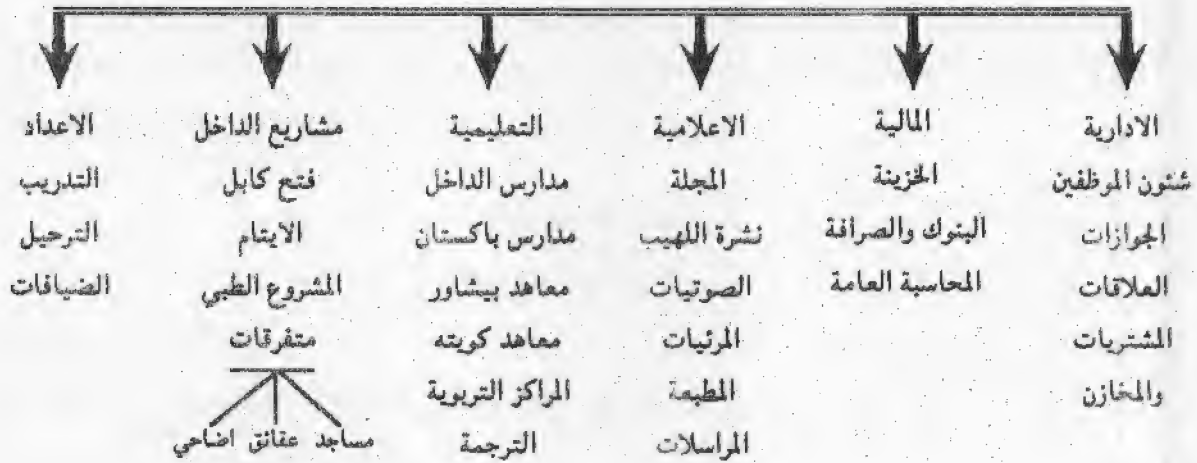 الادارية
شئون الموظفين
الجوازات
العلاقات
المشتريات
والمخازن
المالية
الخزينة
البنوك والصرافة
المحاسبة العامة
الاعلامية
المجلة
نشرة اللهيب
الصوتيات
المرئيات
المطبعة
المراسلات
التعليمية
مدارس الداخل
مدارس باكستان
معاهد بيشاور
معاهد كويته
المراكز التربوية
الترجمة
مشاريع الداخل
فتح كابل
الايتام
المشروع الطبي
متفرقات
مساجد عقائق اضاحي
الاعداد
التدريب
الترحيل
الضيافات